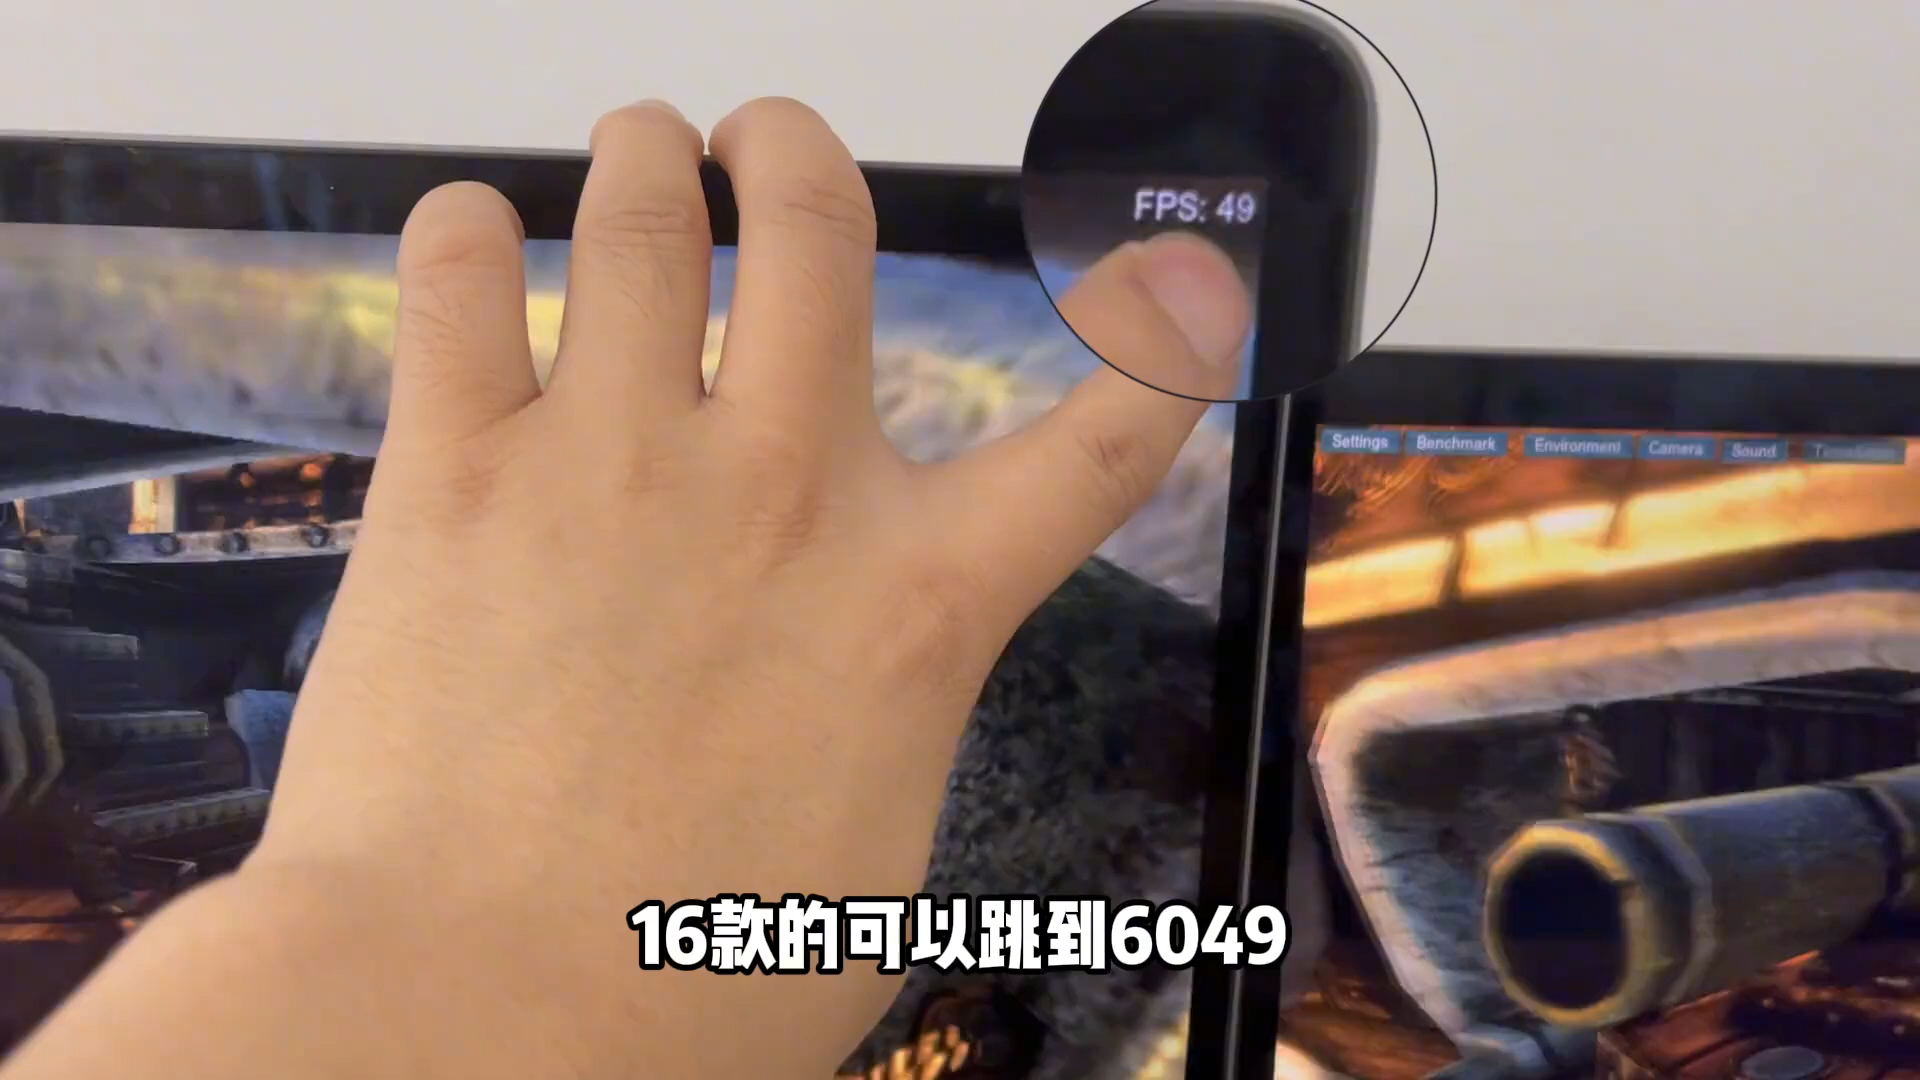 FPS: 49
Settings Benchmark Environment Camera Sound
16款的可以跳到6049